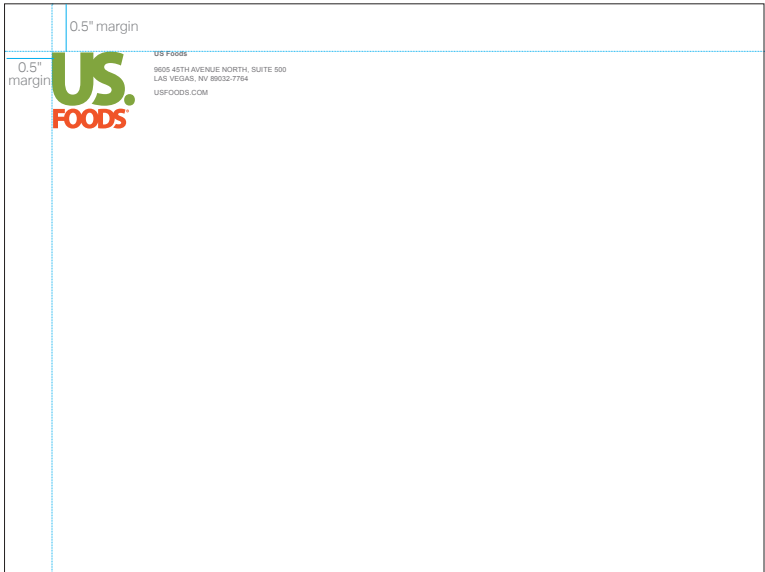 0.5" margin
0.5"
margin
US.
FOODS®
US Foods
9605 45TH AVENUE NORTH, SUITE 500
LAS VEGAS, NV 89032-7764
USFOODS.COM